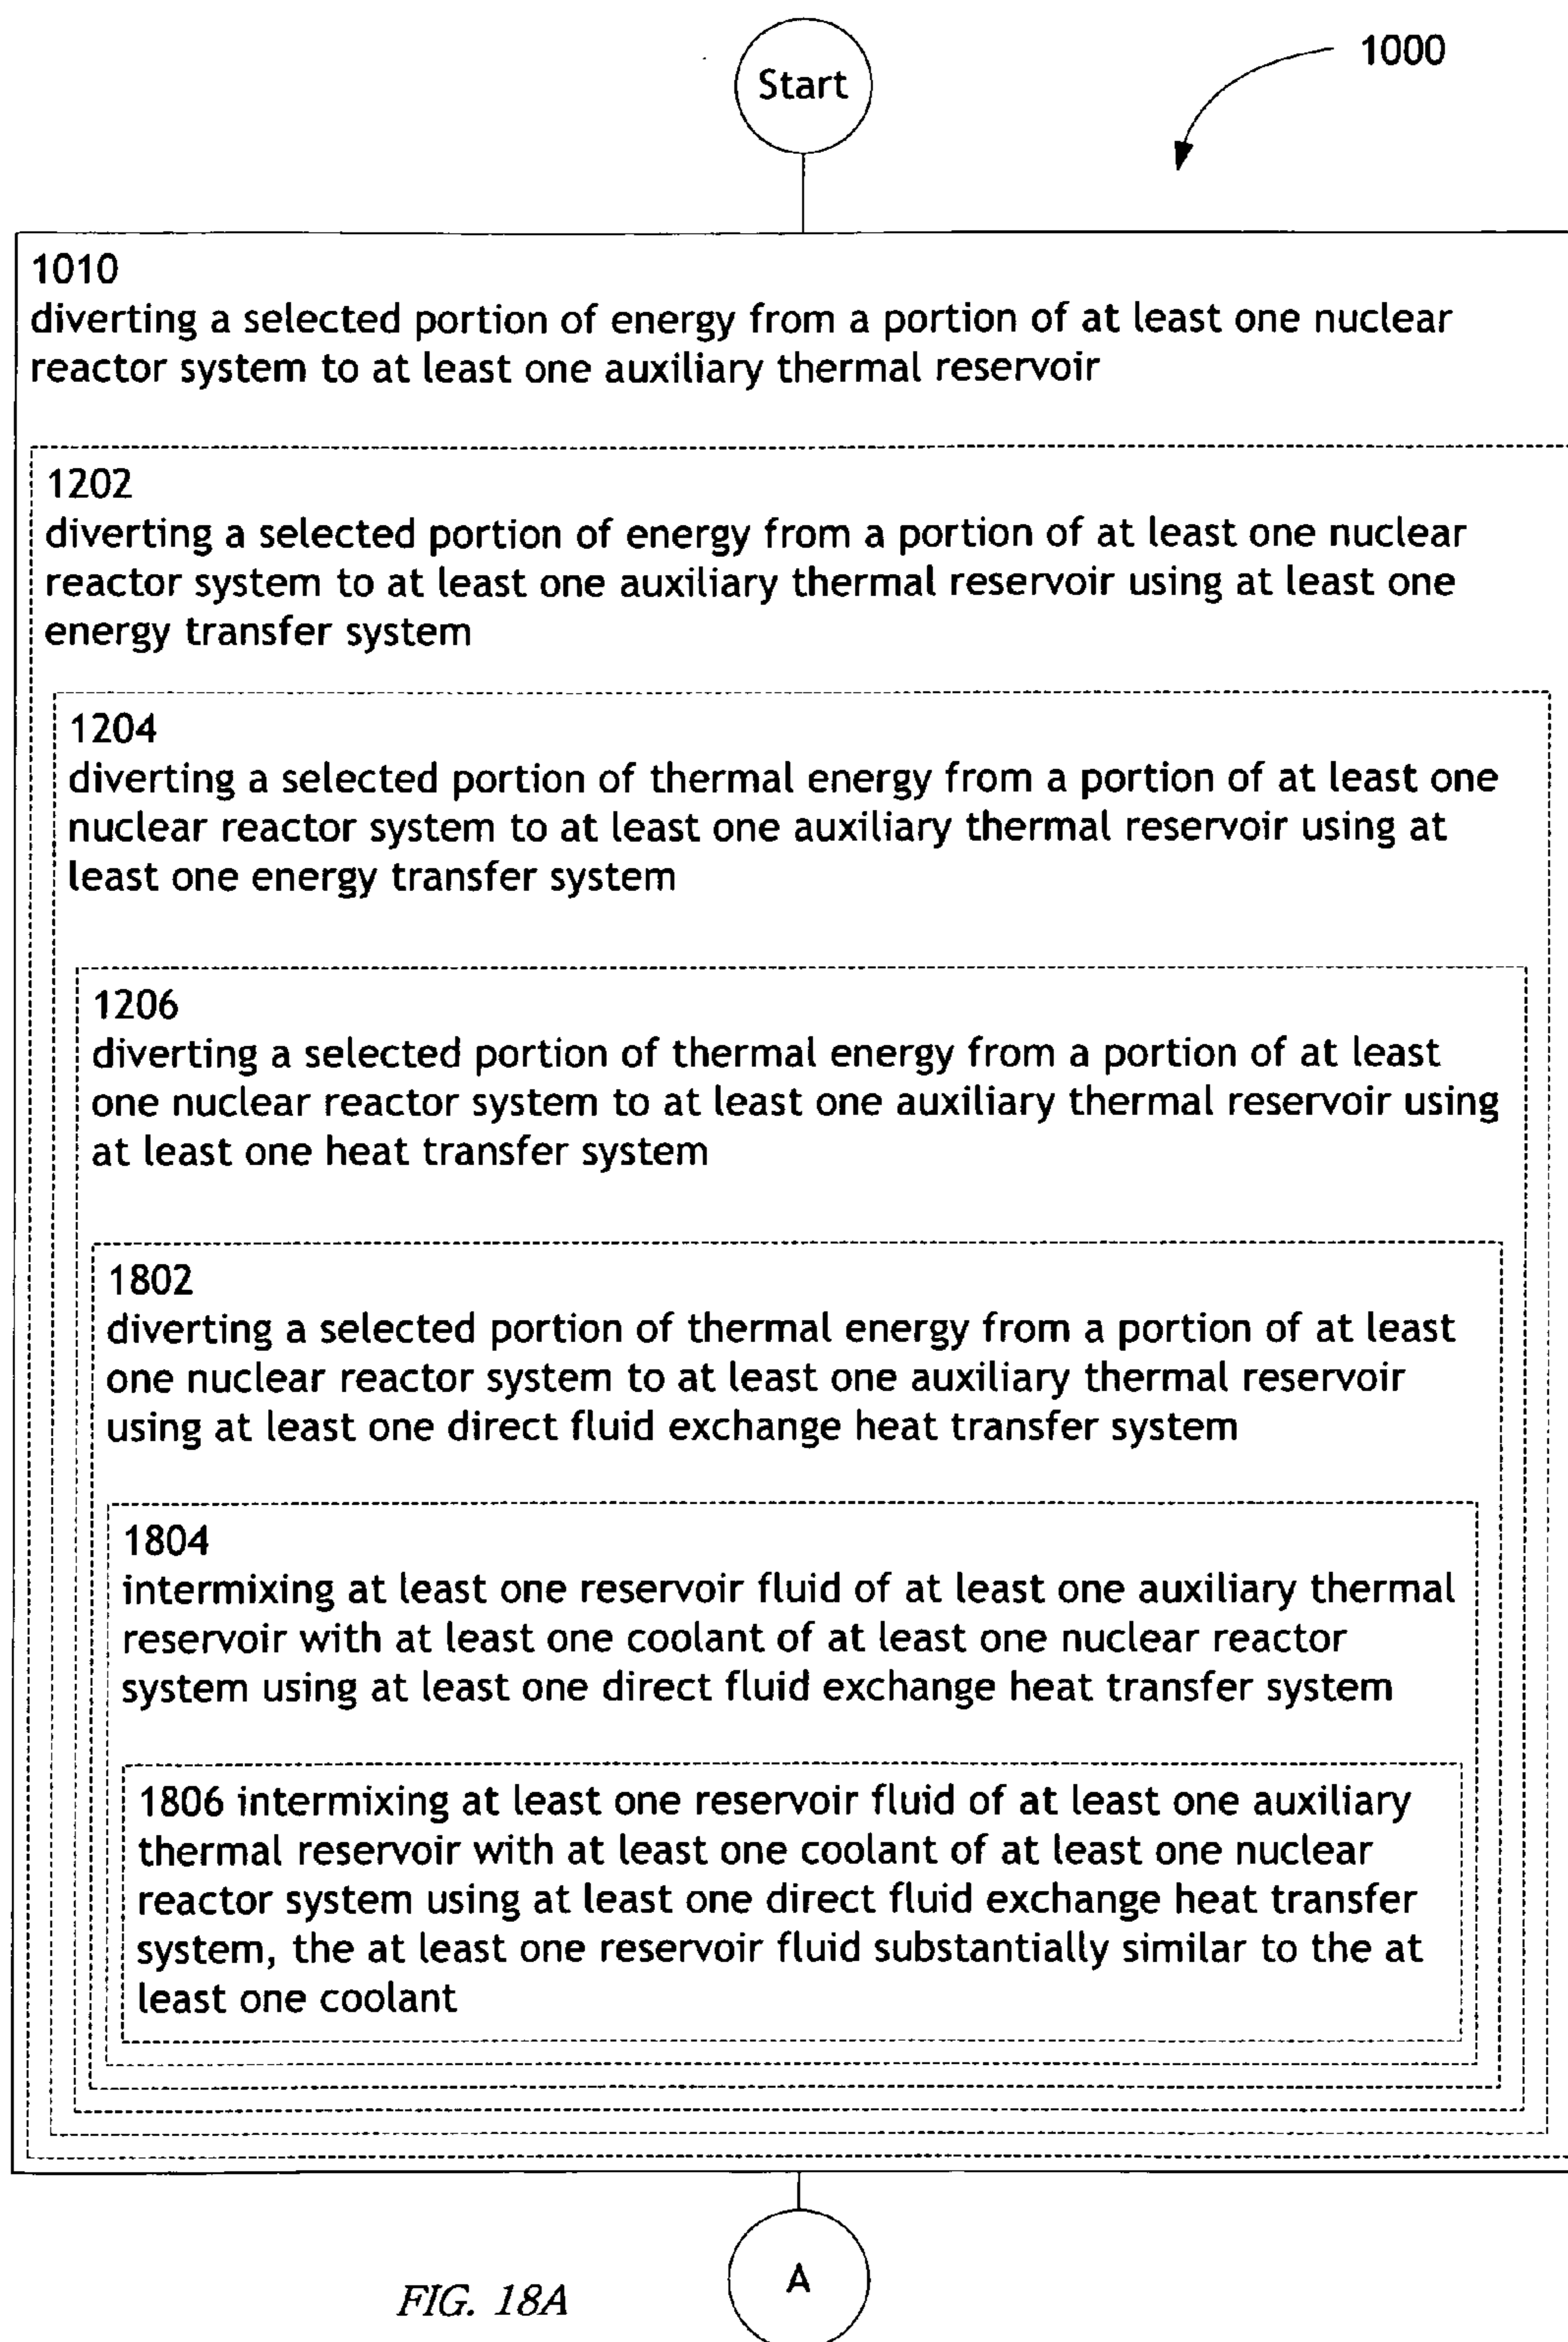 Start
1000
1010
diverting a selected portion of energy from a portion of at least one nuclear
reactor system to at least one auxiliary thermal reservoir
1202
diverting a selected portion of energy from a portion of at least one nuclear
reactor system to at least one auxiliary thermal reservoir using at least one
energy transfer system
1204
diverting a selected portion of thermal energy from a portion of at least one
nuclear reactor system to at least one auxiliary thermal reservoir using at
least one energy transfer system
1206
diverting a selected portion of thermal energy from a portion of at least
one nuclear reactor system to at least one auxiliary thermal reservoir using
at least one heat transfer system
1802
diverting a selected portion of thermal energy from a portion of at least
one nuclear reactor system to at least one auxiliary thermal reservoir
using at least one direct fluid exchange heat transfer system
1804
intermixing at least one reservoir fluid of at least one auxiliary thermal
reservoir with at least one coolant of at least one nuclear reactor
system using at least one direct fluid exchange heat transfer system
1806 intermixing at least one reservoir fluid of at least one auxiliary
thermal reservoir with at least one coolant of at least one nuclear
reactor system using at least one direct fluid exchange heat transfer
system, the at least one reservoir fluid substantially similar to the at
least one coolant
A
FIG. 18A